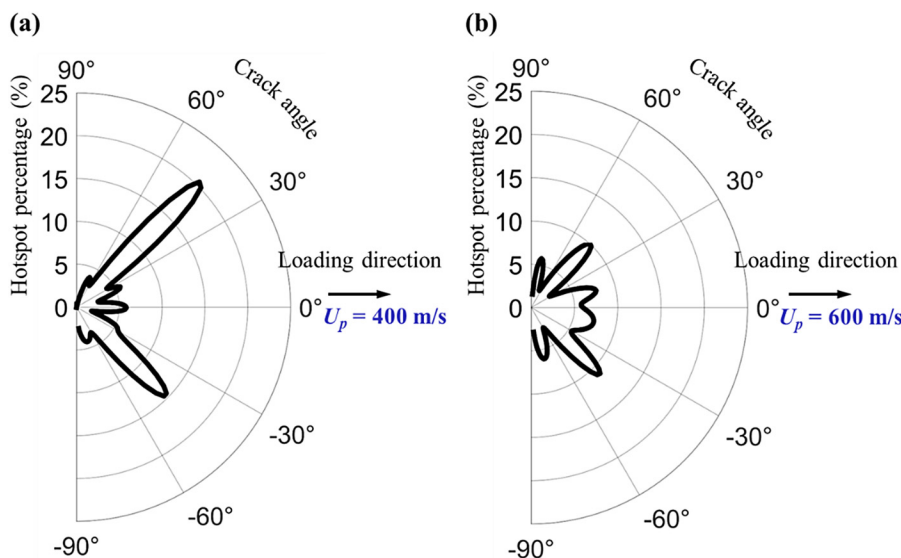 (a)
90°
60°
Crack angle
30°
0°
-30°
-60°
-90°
Hotspot percentage (%)
25
20
15
10
5
0
Loading direction
Up = 400 m/s
(b)
90°
60°
Crack angle
30°
0°
-30°
-60°
-90°
Hotspot percentage (%)
25
20
15
10
5
0
Loading direction
Up = 600 m/s